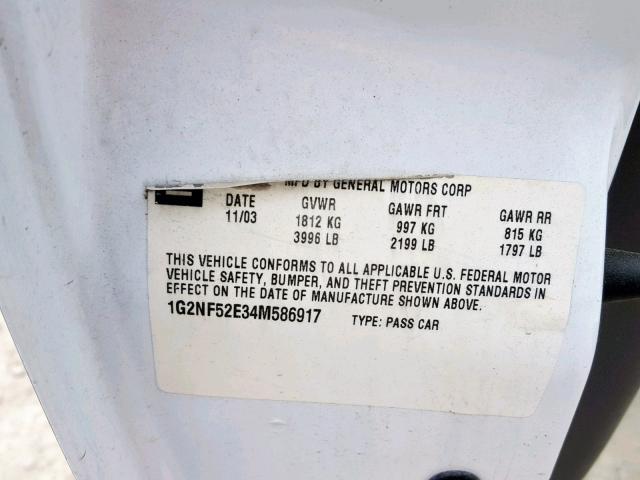 MFD BY GENERAL MOTORS CORP
DATE GVWR GAWR FRT GAWR RR
11/03 1812 KG 997 KG 815 KG
3996 LB 2199 LB 1797 LB
THIS VEHICLE CONFORMS TO ALL APPLICABLE U.S. FEDERAL MOTOR
VEHICLE SAFETY, BUMPER, AND THEFT PREVENTION STANDARDS IN
EFFECT ON THE DATE OF MANUFACTURE SHOWN ABOVE.
1G2NF52E34M586917 TYPE: PASS CAR